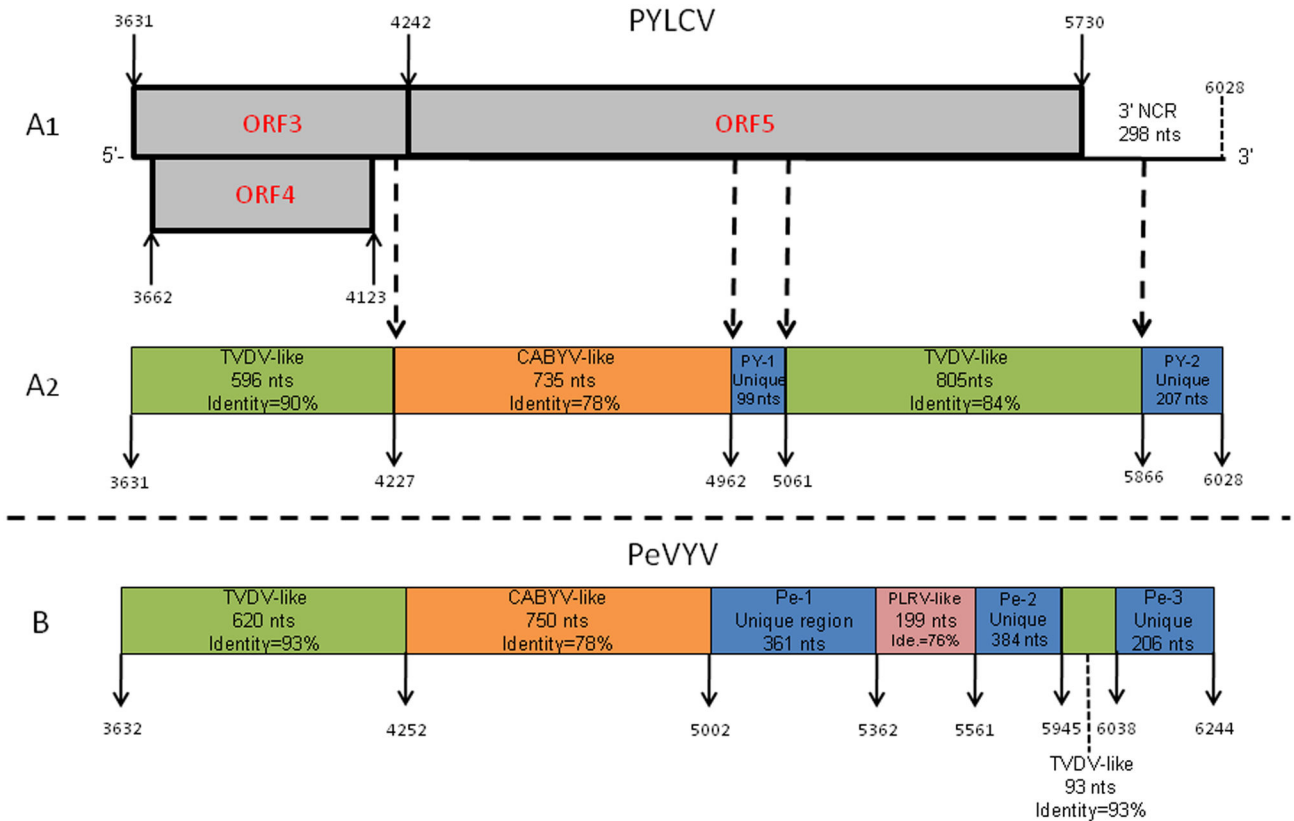 3631
4242
PYLCV
5730
6028
A1
ORF3
ORF5
3' NCR
298 nts
5'-
3'
ORF4
3662
4123
A2
TVDV-like
596 nts
Identity=90%
CABYV-like
735 nts
Identity=78%
PY-1
Unique
99 nts
TVDV-like
805nts
Identity=84%
PY-2
Unique
207 nts
3631
4227
4962
5061
5866
6028
PeVYV
B
TVDV-like
620 nts
Identity=93%
CABYV-like
750 nts
Identity=78%
Pe-1
Unique region
361 nts
PLRV-like
199 nts
Ide.=76%
Pe-2
Unique
384 nts
Pe-3
Unique
206 nts
3632
4252
5002
5362
5561
5945
6038
6244
TVDV-like
93 nts
Identity=93%